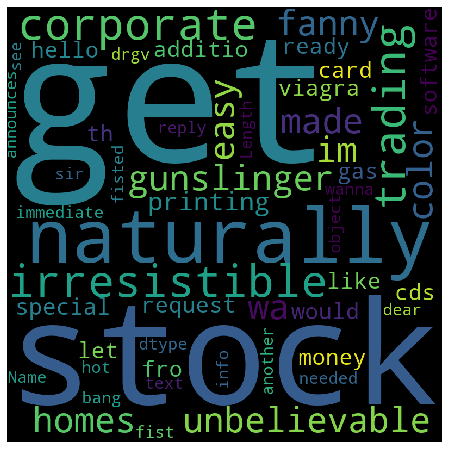 corporate
fanny
see
hello
drgv
additio
ready
trading
software
announces
get
card
easy
viagra
th
reply
Length
made
im
color
sir
fisted
gunslinger
gas
wanna
immediate
printing
object
naturally
irresistible
like
cds
special
request
wa
would
dear
stock
let
dtype
info
another
money
Name
hot
fro
text
needed
bang
homes
fist
unbelievable